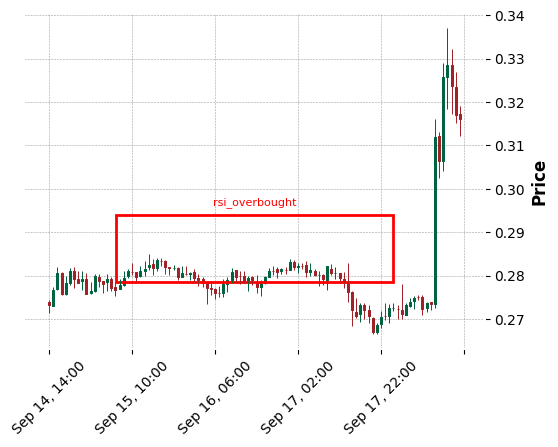 0.34
0.33
0.32
0.31
0.30
0.29
0.28
0.27
Price
rsi_overbought
Sep 14, 14:00
Sep 15, 10:00
Sep 16, 06:00
Sep 17, 02:00
Sep 17, 22:00